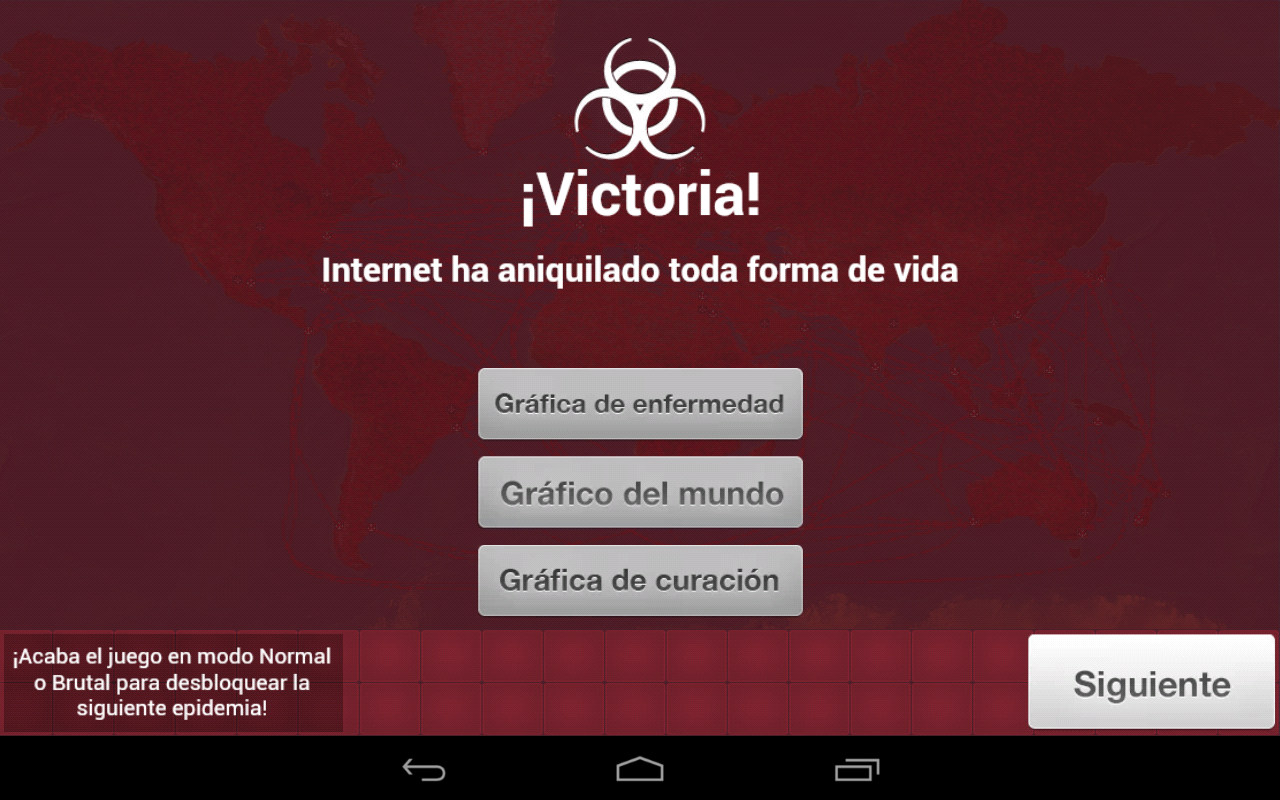 ¡Victoria!
Internet ha aniquilado toda forma de vida
Gráfica de enfermedad
Gráfico del mundo
Gráfica de curación
¡Acaba el juego en modo Normal
o Brutal para desbloquear la
siguiente epidemia!
Siguiente